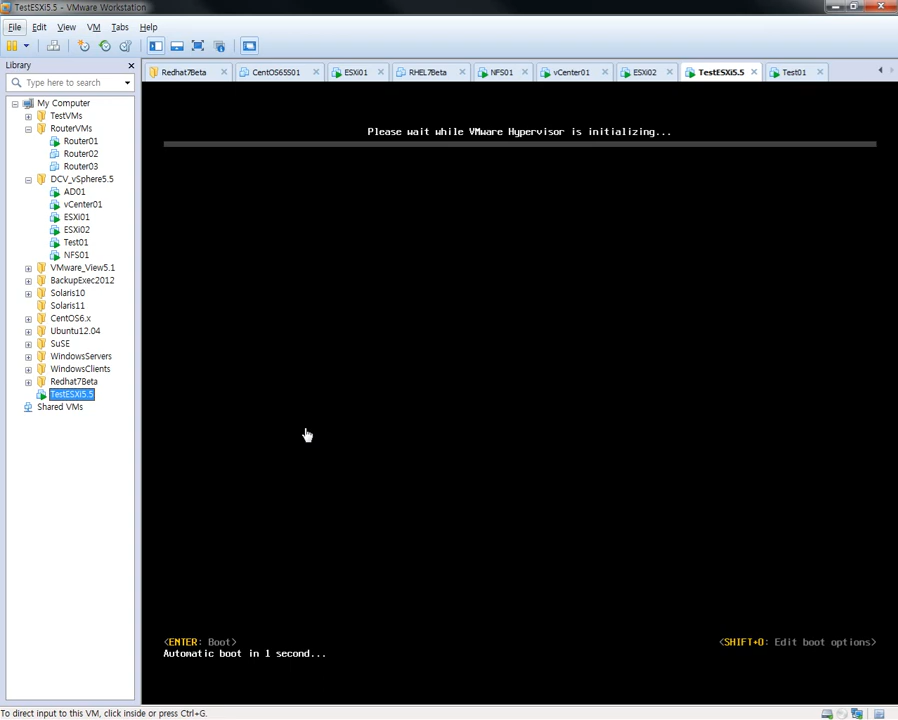 TestESXi5.5 - VMware Workstation
File Edit View VM Tabs Help
Library
Type here to search
My Computer
TestVMs
RouterVMs
Router01
Router02
Router03
DCV_vSphere5.5
AD01
vCenter01
ESXi01
ESXi02
Test01
NFS01
VMware_View5.1
BackupExec2012
Solaris10
Solaris11
CentOS6.x
Ubuntu12.04
SuSE
WindowsServers
WindowsClients
Redhat7Beta
TestESXi5.5
Shared VMs
Redhat7Beta CentOS65S01 ESXi01 RHEL7Beta NFS01 vCenter01 ESXi02 TestESXi5.5 Test01
Please wait while VMware Hypervisor is initializing...
<ENTER: Boot> <SHIFT+O: Edit boot options>
Automatic boot in 1 second...
To direct input to this VM, click inside or press Ctrl+G.